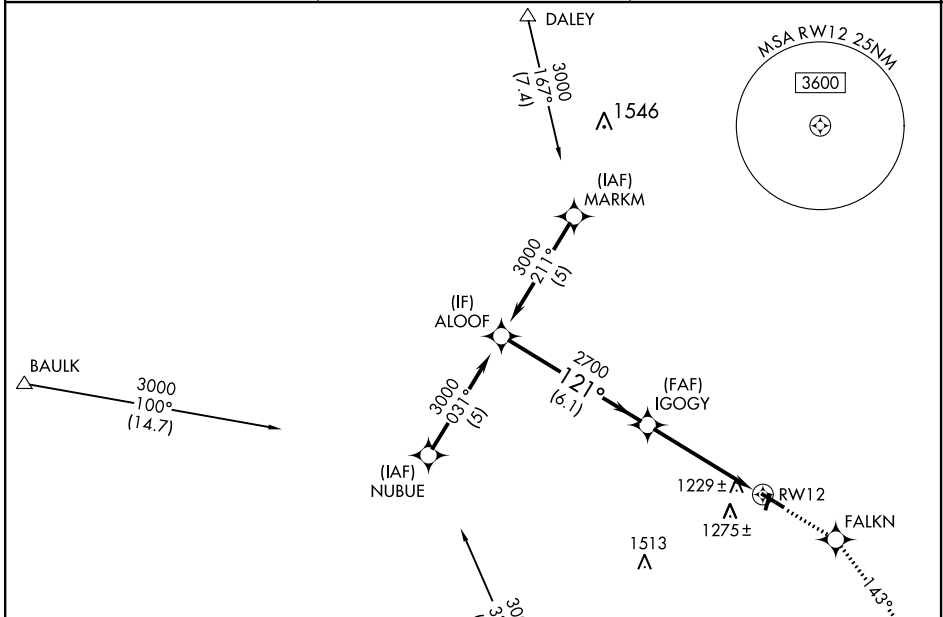 DALEY
3000
167°
(7.4)
1546
MSA RW12 25NM
3600
(IAF)
MARKM
3000
211°
(5)
(IF)
ALOOF
BAULK
3000
100°
(14.7)
3000
031°
(5)
2700
121°
(6.1)
(FAF)
IGOGY
(IAF)
NUBUE
1229±
RW12
1275±
FALKN
1513
143°